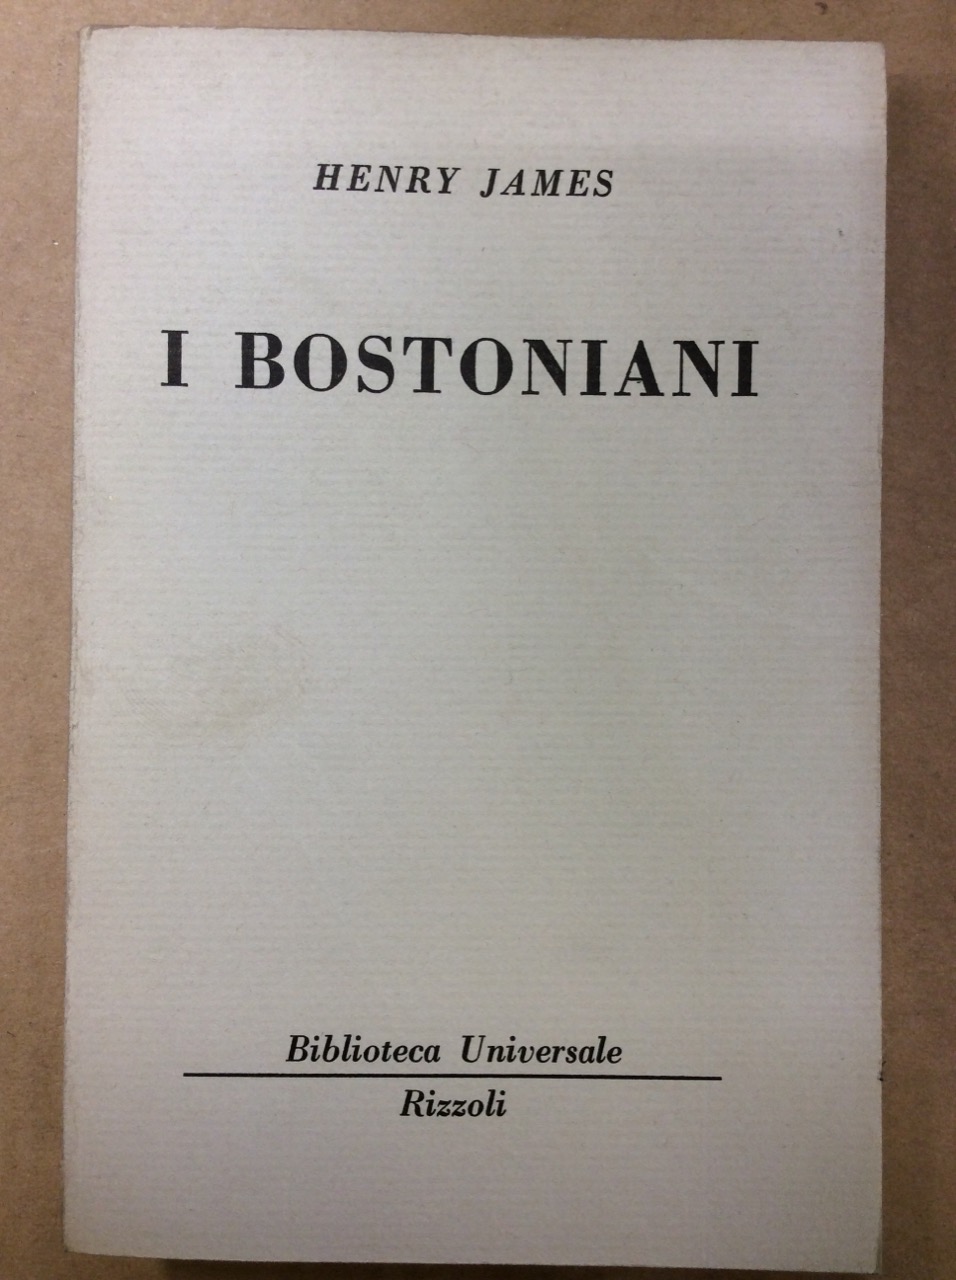 HENRY JAMES
I BOSTONIANI
Biblioteca Universale
Rizzoli